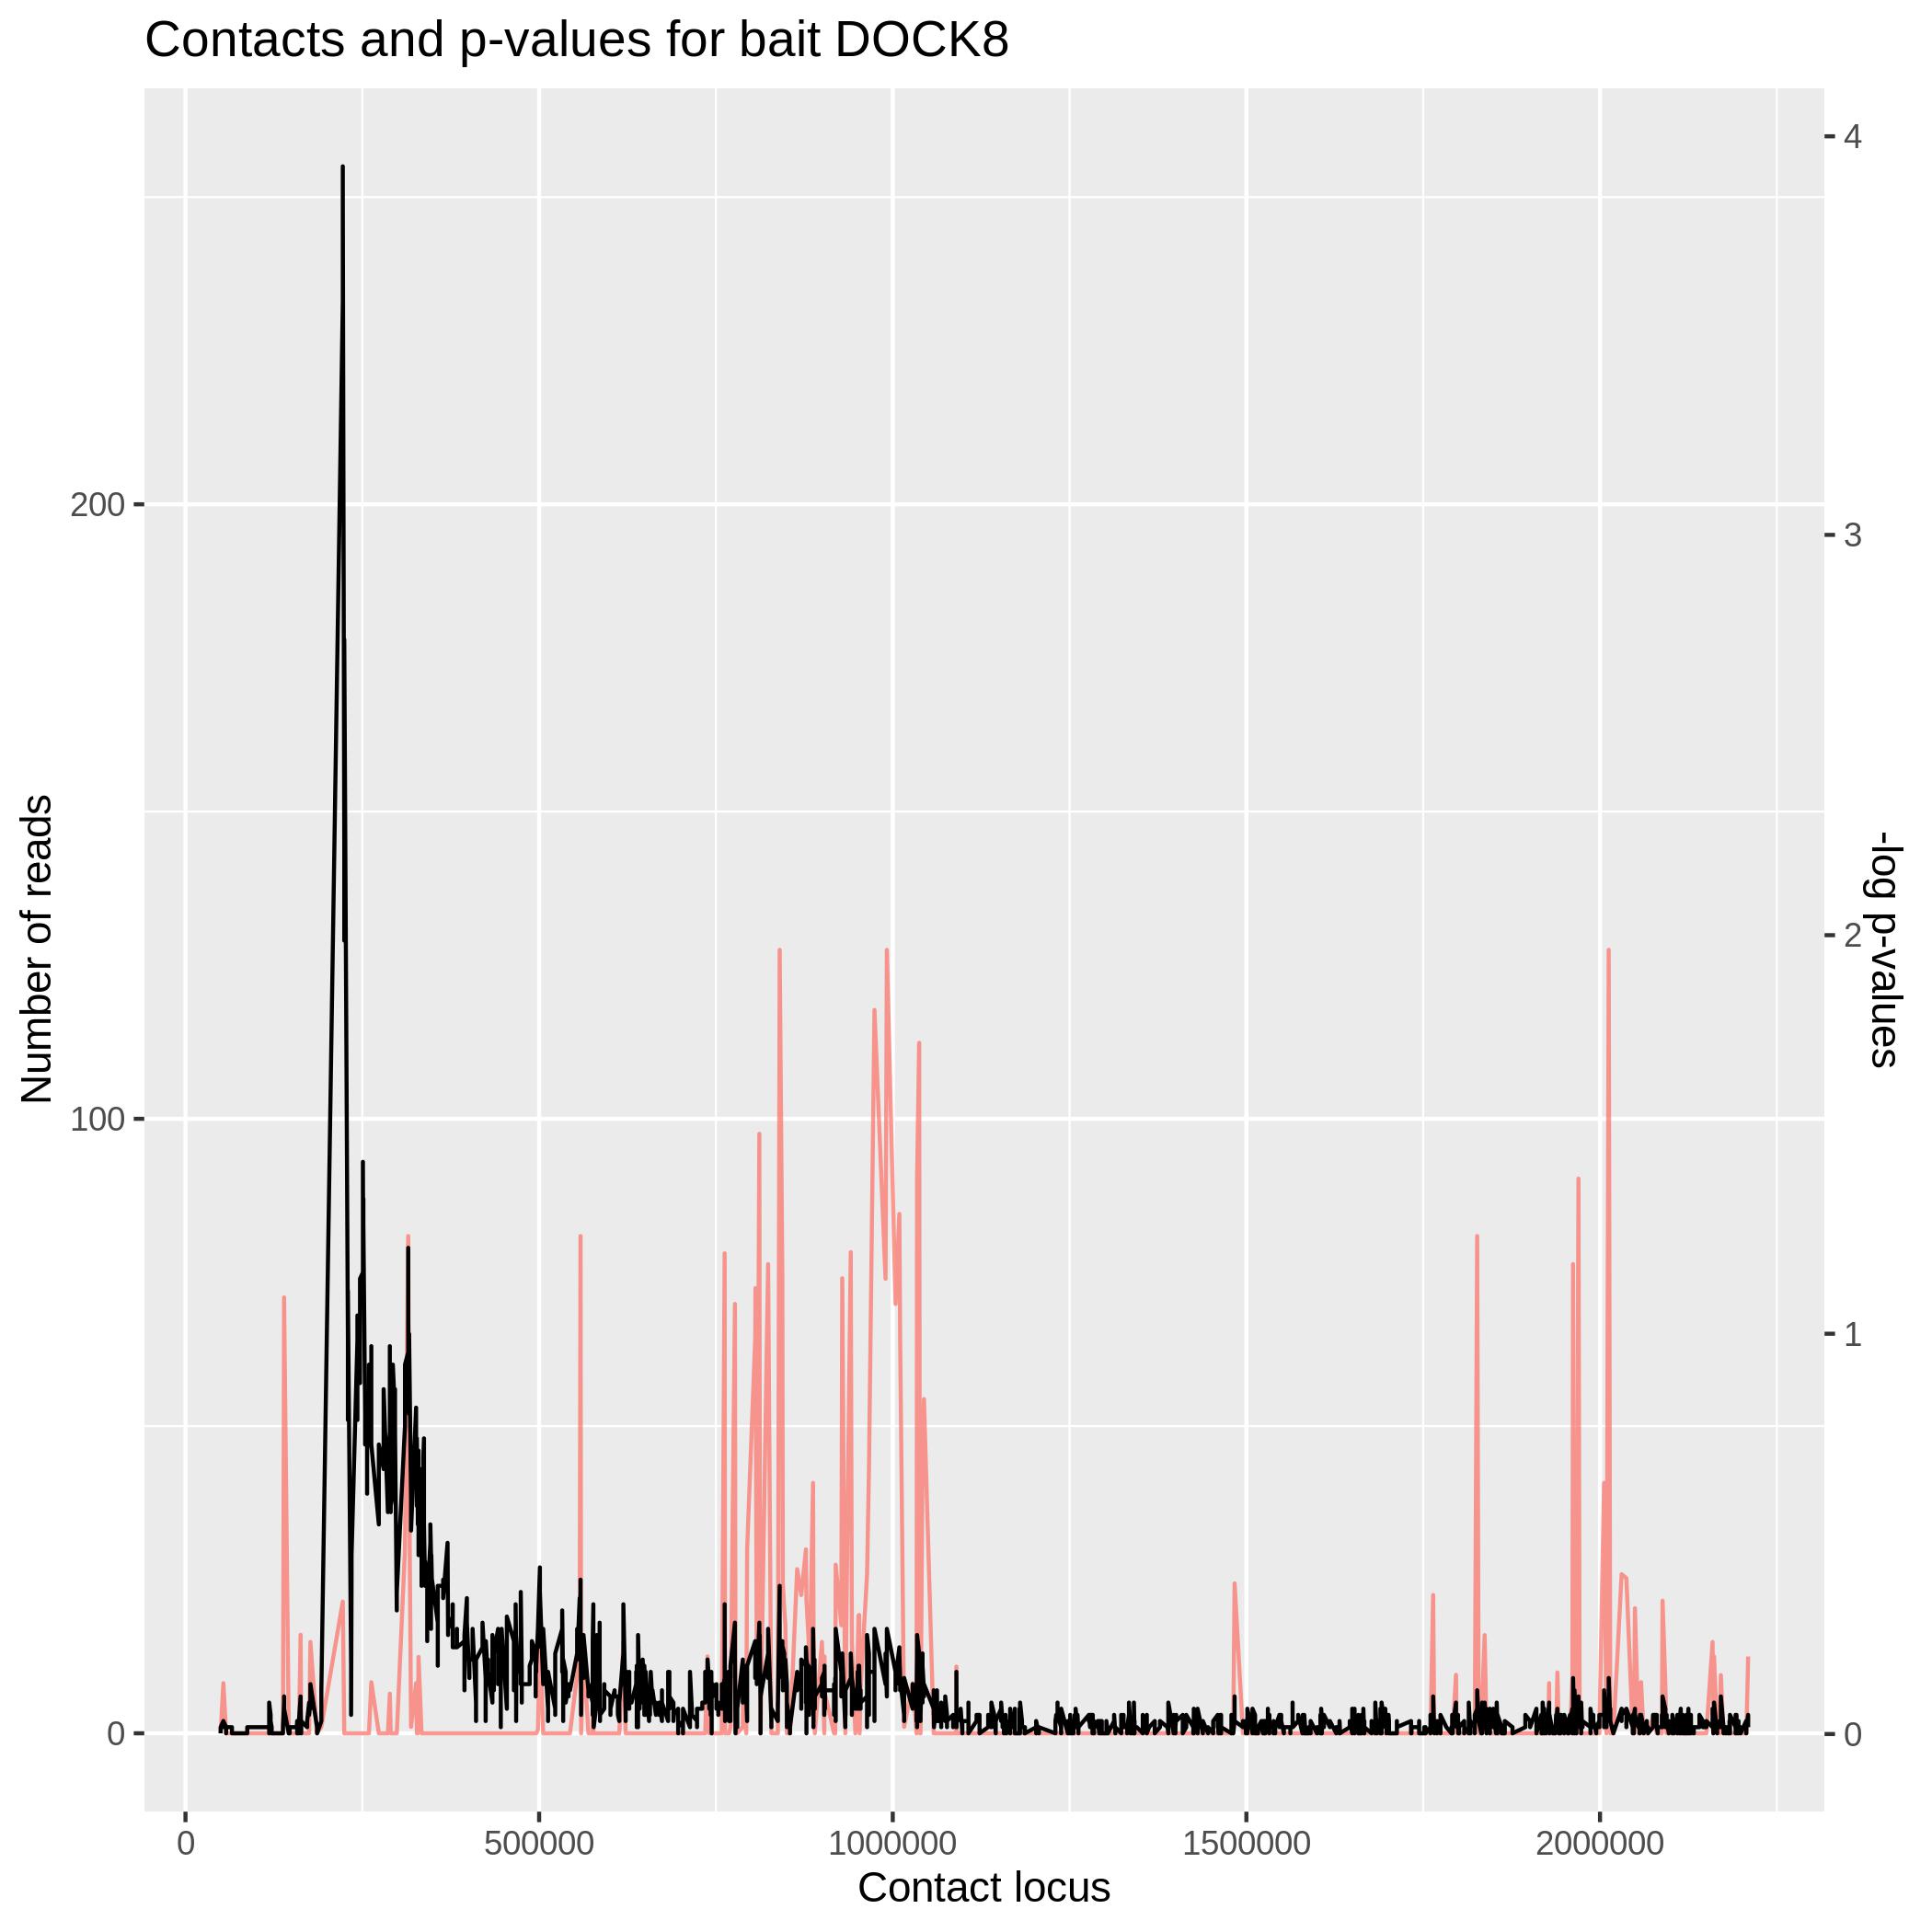 Contacts and p-values for bait DOCK8
Number of reads
200
100
0
4
3
2
1
0
-log p-values
0 500000 1000000 1500000 2000000
Contact locus